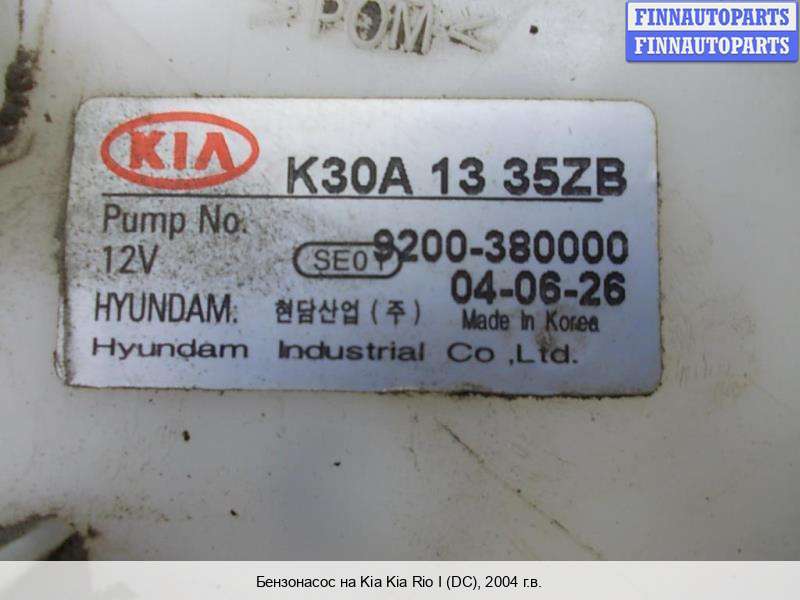 >POM<
FINNAUTOPARTS
FINNAUTOPARTS
KIA
K30A 13 35ZB
Pump No.
9200-380000
12V
SE01
04-06-26
HYUNDAM.
현담산업 (주)
Made In Korea
Hyundam Industrial Co ,Ltd.
Бензонасос на Kia Kia Rio I (DC), 2004 г.в.